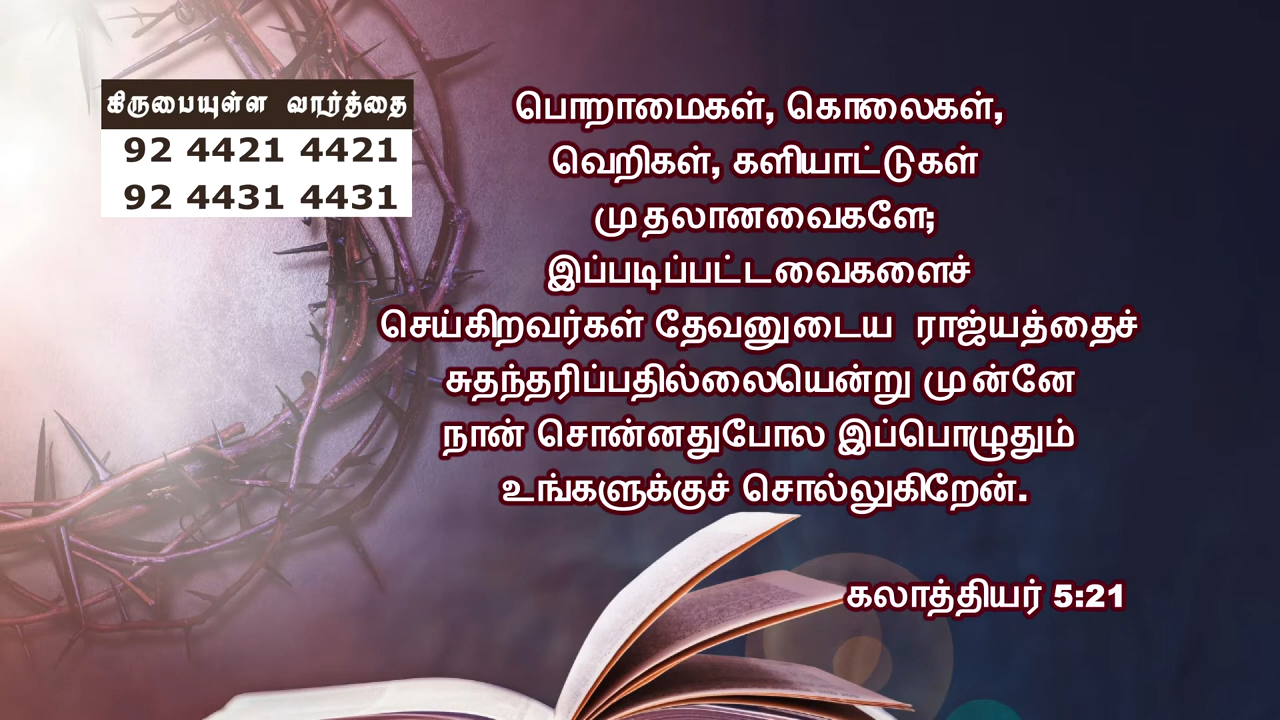 கிருபையுள்ள வார்த்தை
92 4421 4421
92 4431 4431
பொறாமைகள், கொலைகள்,
வெறிகள், களியாட்டுகள்
முதலானவைகளே;
இப்படிப்பட்டவைகளைச்
செய்கிறவர்கள் தேவனுடைய ராஜ்யத்தைச்
சுதந்தரிப்பதில்லையென்று முன்னே
நான் சொன்னதுபோல இப்பொழுதும்
உங்களுக்குச் சொல்லுகிறேன்.
கலாத்தியர் 5:21